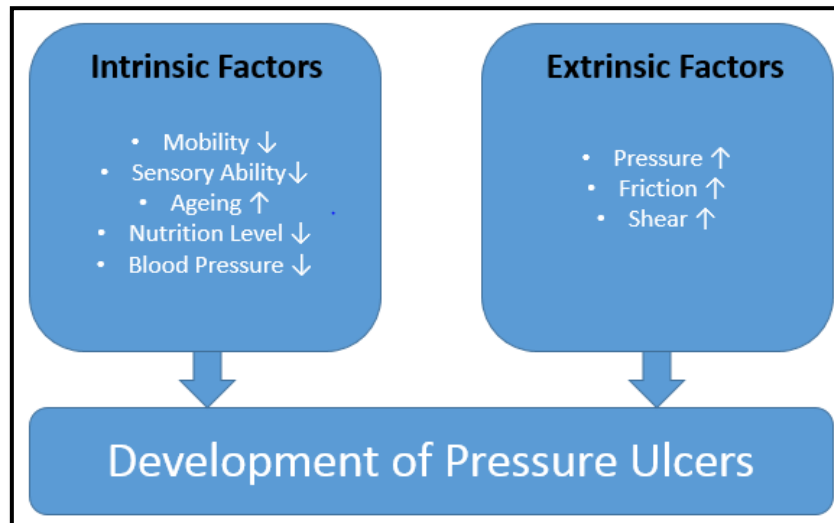 Intrinsic Factors
• Mobility ↓
• Sensory Ability↓
• Ageing ↑
• Nutrition Level ↓
• Blood Pressure ↓
Extrinsic Factors
• Pressure ↑
• Friction ↑
• Shear ↑
Development of Pressure Ulcers